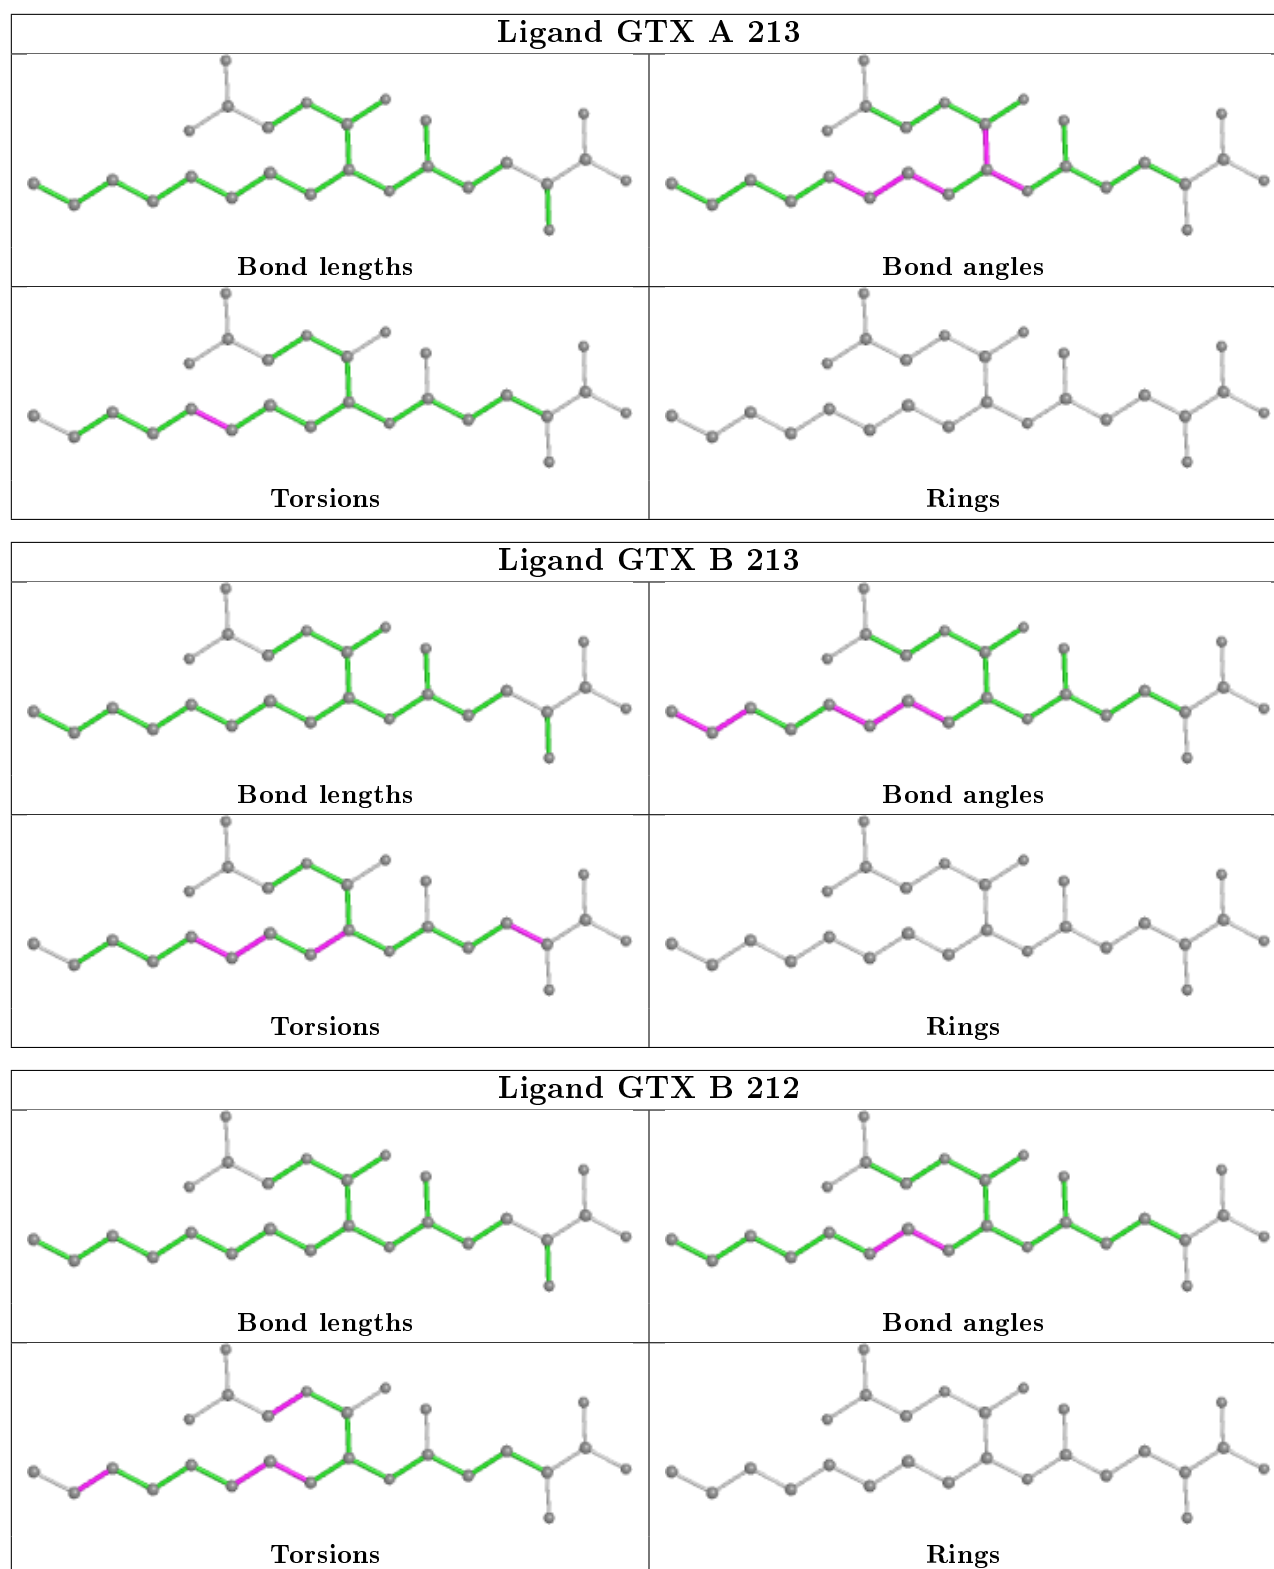 Ligand GTX A 213
Bond lengths
Bond angles
Torsions
Rings
Ligand GTX B 213
Bond lengths
Bond angles
Torsions
Rings
Ligand GTX B 212
Bond lengths
Bond angles
Torsions
Rings